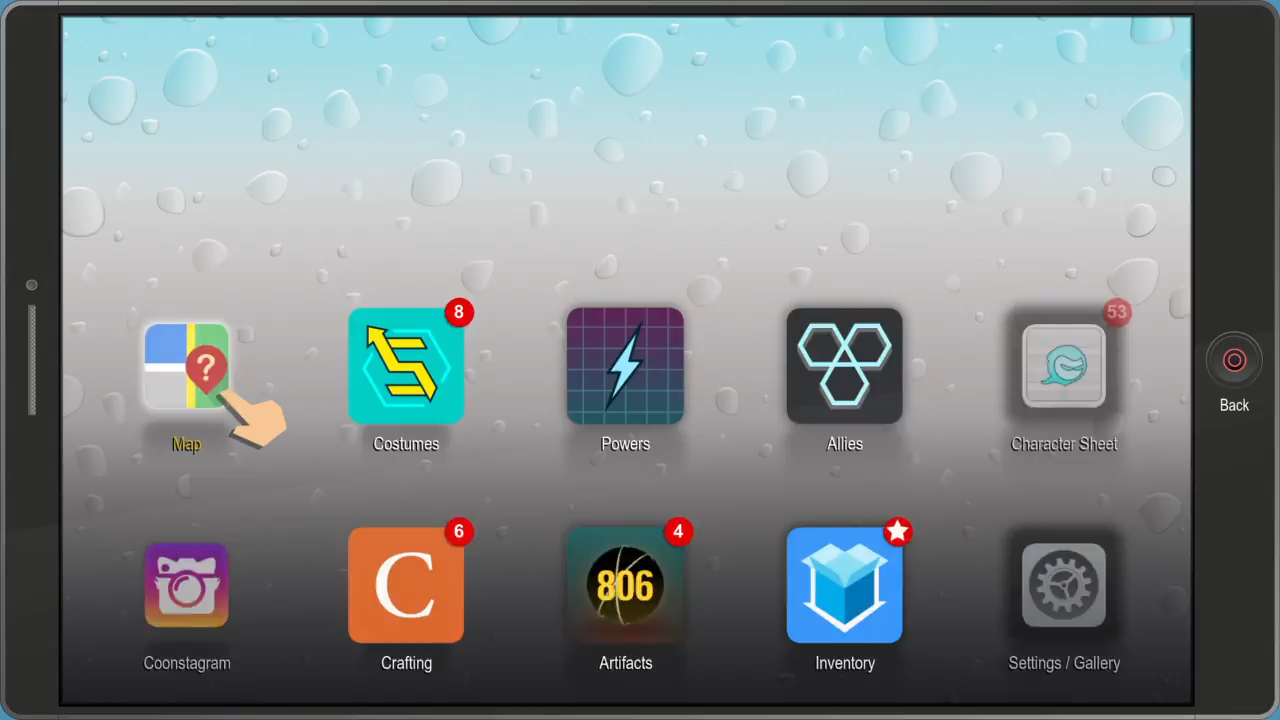 8
53
?
Map
Costumes
Powers
Allies
Character Sheet
Back
6
4
C
806
Coonstagram
Crafting
Artifacts
Inventory
Settings / Gallery